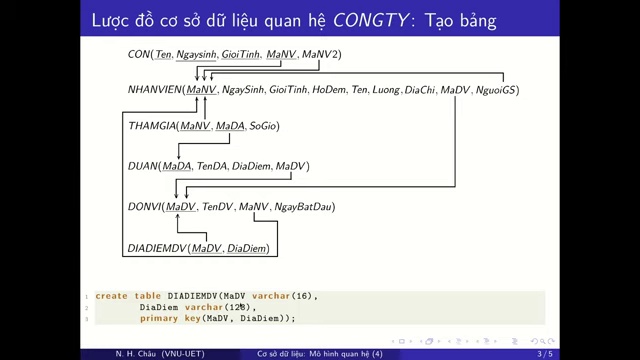 Lược đồ cơ sở dữ liệu quan hệ CONGTY: Tạo bảng
CON(Ten, Ngaysinh, GioiTinh, MaNV, MaNV2)
NHANVIEN(MaNV, NgaySinh, GioiTinh, HoDem, Ten, Luong, DiaChi, MaDV, NguoiGS)
THAMGIA(MaNV, MaDA, SoGio)
DUAN(MaDA, TenDA, DiaDiem, MaDV)
DONVI(MaDV, TenDV, MaNV, NgayBatDau)
DIADIEMDV(MaDV, DiaDiem)
1 create table DIADIEMDV(MaDV varchar(16),
2 DiaDiem varchar(128),
3 primary key(MaDV, DiaDiem));
N. H. Châu (VNU-UET) Cơ sở dữ liệu: Mô hình quan hệ (4) 3 / 5